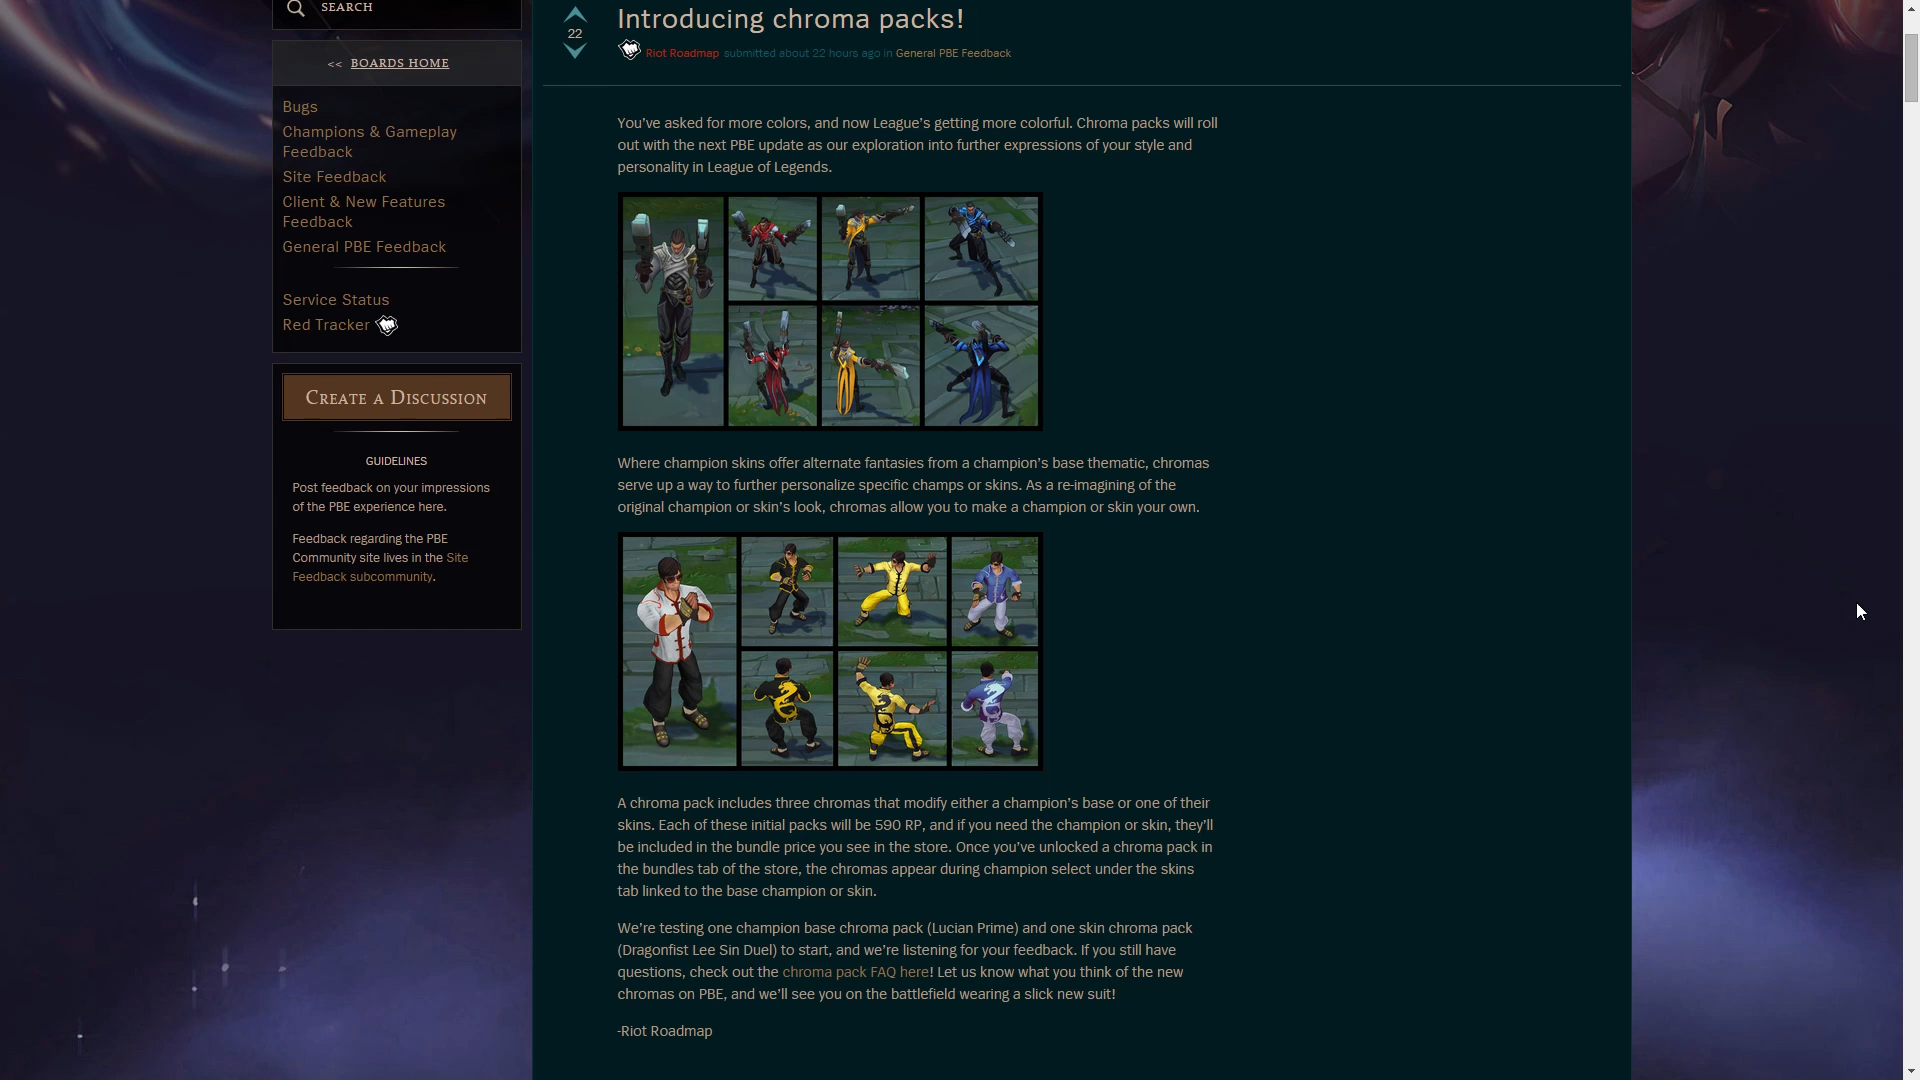 SEARCH
<< BOARDS HOME
Bugs
Champions & Gameplay
Feedback
Site Feedback
Client & New Features
Feedback
General PBE Feedback
Service Status
Red Tracker
CREATE A DISCUSSION
GUIDELINES
Post feedback on your impressions
of the PBE experience here.
Feedback regarding the PBE
Community site lives in the Site
Feedback subcommunity.
22
Introducing chroma packs!
Riot Roadmap submitted about 22 hours ago in General PBE Feedback
You've asked for more colors, and now League's getting more colorful. Chroma packs will roll
out with the next PBE update as our exploration into further expressions of your style and
personality in League of Legends.
Where champion skins offer alternate fantasies from a champion's base thematic, chromas
serve up a way to further personalize specific champs or skins. As a re-imagining of the
original champion or skin's look, chromas allow you to make a champion or skin your own.
A chroma pack includes three chromas that modify either a champion's base or one of their
skins. Each of these initial packs will be 590 RP, and if you need the champion or skin, they'll
be included in the bundle price you see in the store. Once you've unlocked a chroma pack in
the bundles tab of the store, the chromas appear during champion select under the skins
tab linked to the base champion or skin.
We're testing one champion base chroma pack (Lucian Prime) and one skin chroma pack
(Dragonfist Lee Sin Duel) to start, and we're listening for your feedback. If you still have
questions, check out the chroma pack FAQ here! Let us know what you think of the new
chromas on PBE, and we'll see you on the battlefield wearing a slick new suit!
-Riot Roadmap